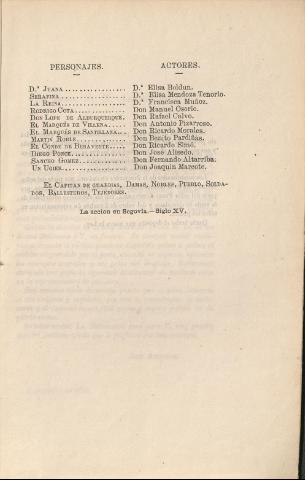 PERSONAJES. ACTORES.
D.ª JUANA ................ D.ª Elisa Boldun.
SERAFINA ................ D.ª Elisa Mendoza Tenorio.
LA REINA ................ D.ª Francisca Muñoz.
RODRIGO COTA ............ Don Manuel Osorio.
DON LOPE DE ALBURQUERQUE. Don Rafael Calvo.
EL MARQUÉS DE VILLENA..... Don Antonio Pizarroso.
EL MARQUÉS DE SANTILLANA.. Don Ricardo Morales.
MARTIN ROBLE ............ Don Benito Pardiñas.
EL CONDE DE BENAVENTE.... Don Ricardo Simó.
DIEGO PONCE.............. Don José Alisedo.
SANCHO GOMEZ............. Don Fernando Altarriba.
UN UGIER................. Don Joaquin Marcote.
EL CAPITAN DE GUARDIAS, DAMAS, NOBLES, PUEBLO, SOLDA-
DOS, BALLESTEROS, TEJEDORES.
La accion en Segovia.—Siglo XV.